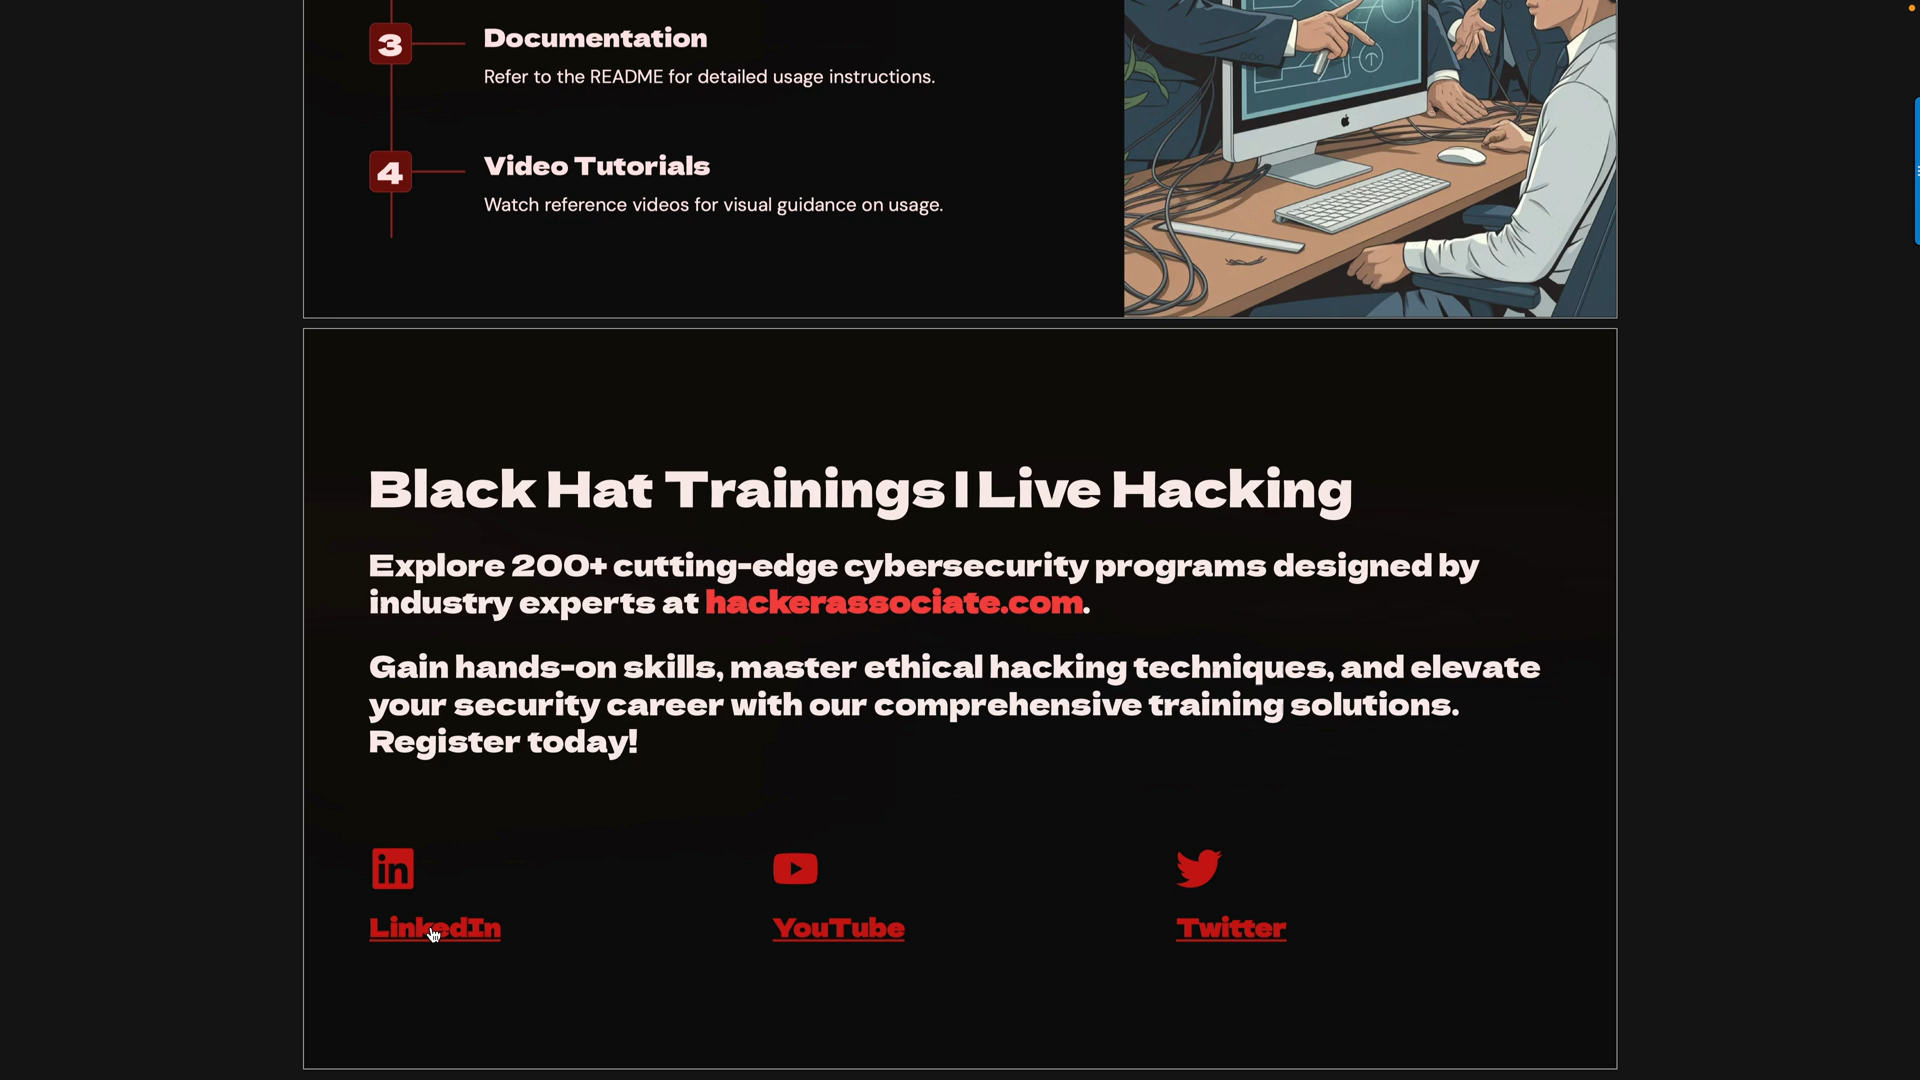 3
Documentation
Refer to the README for detailed usage instructions.
4
Video Tutorials
Watch reference videos for visual guidance on usage.
Black Hat Trainings | Live Hacking
Explore 200+ cutting-edge cybersecurity programs designed by
industry experts at hackerassociate.com.
Gain hands-on skills, master ethical hacking techniques, and elevate
your security career with our comprehensive training solutions.
Register today!
in
LinkedIn
YouTube
Twitter